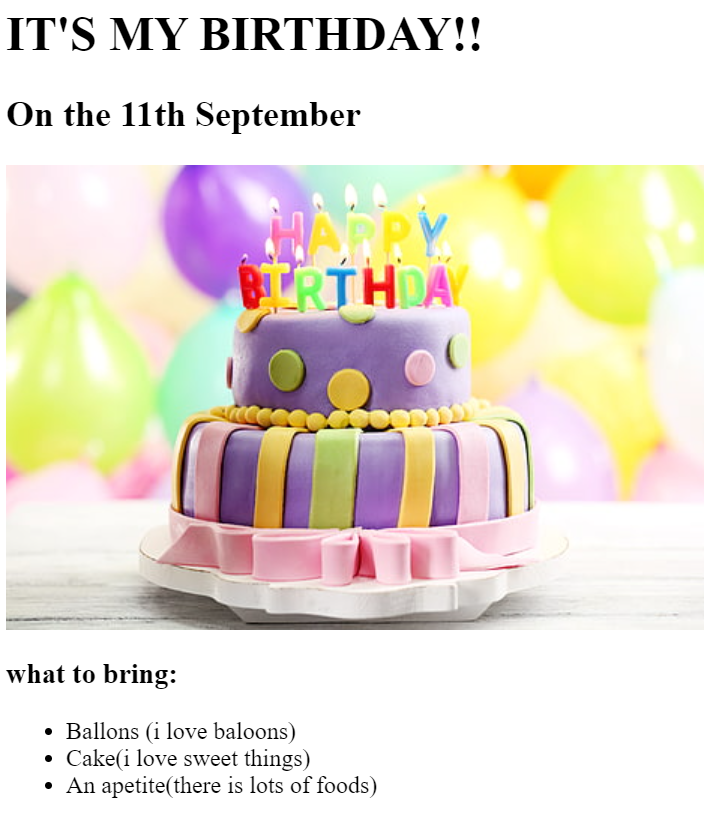 IT'S MY BIRTHDAY!!
On the 11th September
HAPPY
BIRTHDAY
what to bring:
Ballons (i love baloons)
Cake(i love sweet things)
An apetite(there is lots of foods)